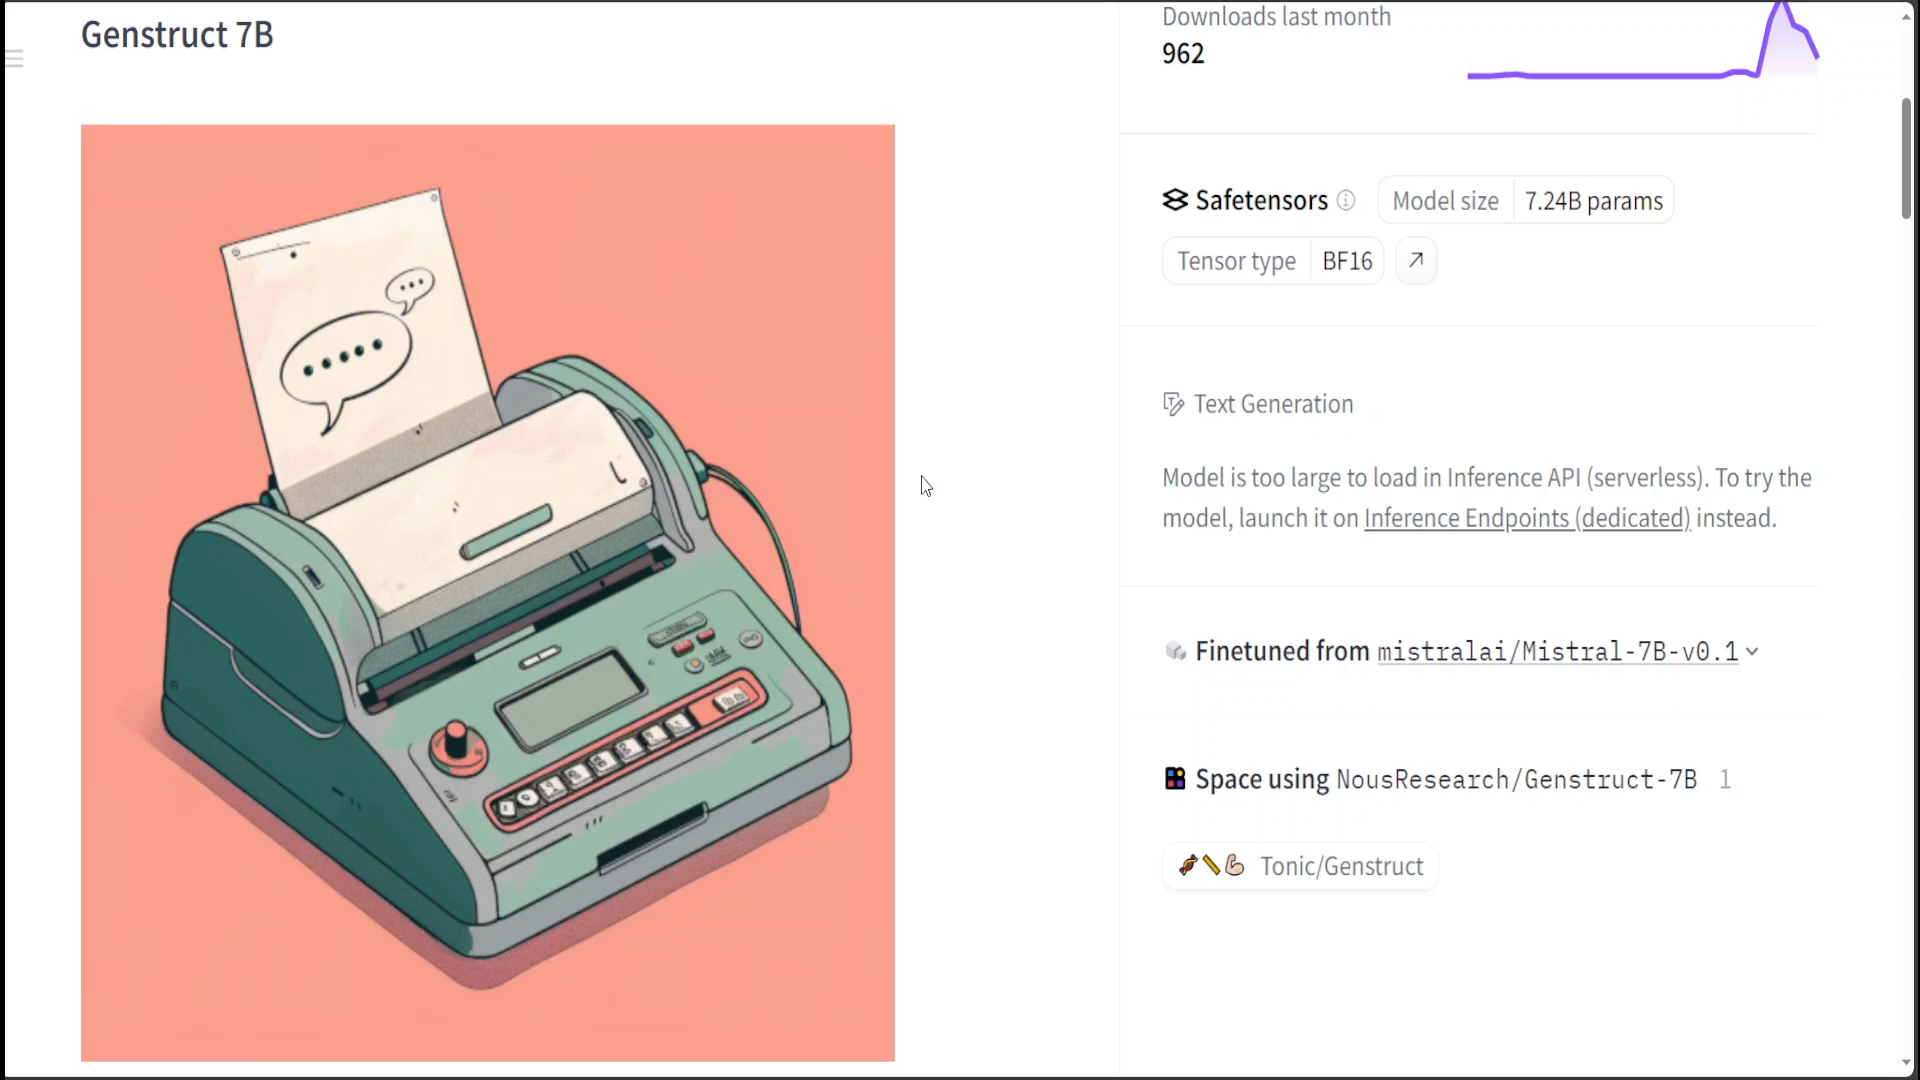 Genstruct 7B
Downloads last month
962
Safetensors
Model size 7.24B params
Tensor type BF16
Text Generation
Model is too large to load in Inference API (serverless). To try the
model, launch it on Inference Endpoints (dedicated) instead.
Finetuned from mistralai/Mistral-7B-v0.1
Space using NousResearch/Genstruct-7B 1
Tonic/Genstruct